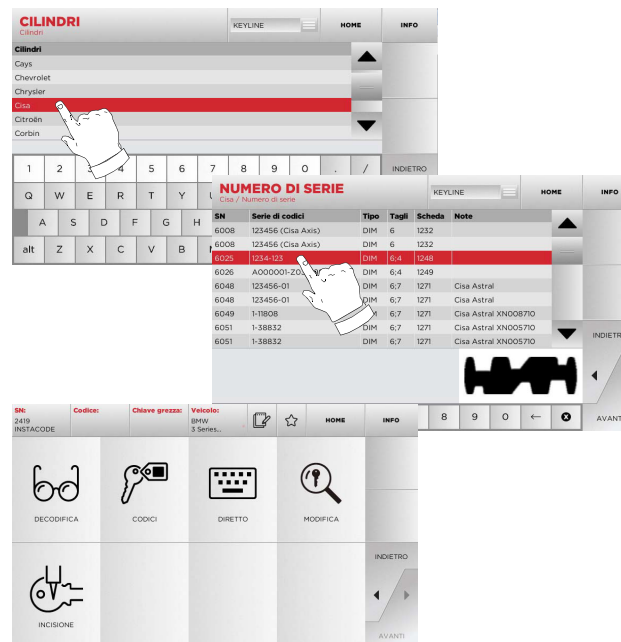 CILINDRI
Cilindri
KEYLINE
HOME
INFO
Cilindri
Cays
Chevrolet
Chrysler
Cisa
Citroën
Corbin
1 2 4 5 6 7 8 9 0 . / INDIETRO
Q W E R T Y
A S D F G H
alt Z X C V B
NUMERO DI SERIE
Cisa / Numero di serie
KEYLINE
HOME
INFO
SN Serie di codici Tipo Tagli Scheda Note
6008 123456 (Cisa Axis) DIM 6 1232
6008 123456 (Cisa Axis) DIM 6 1232
6025 1234-123 DIM 6;4 1248
6026 DIM 6;4 1249
6048 123456-01 DIM 6;7 1271 Cisa Astral
6048 123456-01 6;7 1271 Cisa Astral
6049 1-11808 6;7 1271 Cisa Astral XN008710
6051 1-38832 DIM 6;7 1271 Cisa Astral XN005710
6051 1-38832 DIM 6;7 1271 Cisa Astral XN005710
8 9 0 ← AVANT
SN: Codice: Chiave grezza: Veicolo:
2419 BMW
INSTACODE 3 Series...
HOME
INFO
DECODIFICA
CODICI
DIRETTO
MODIFICA
INDIETRO
INCISIONE
AVANTI